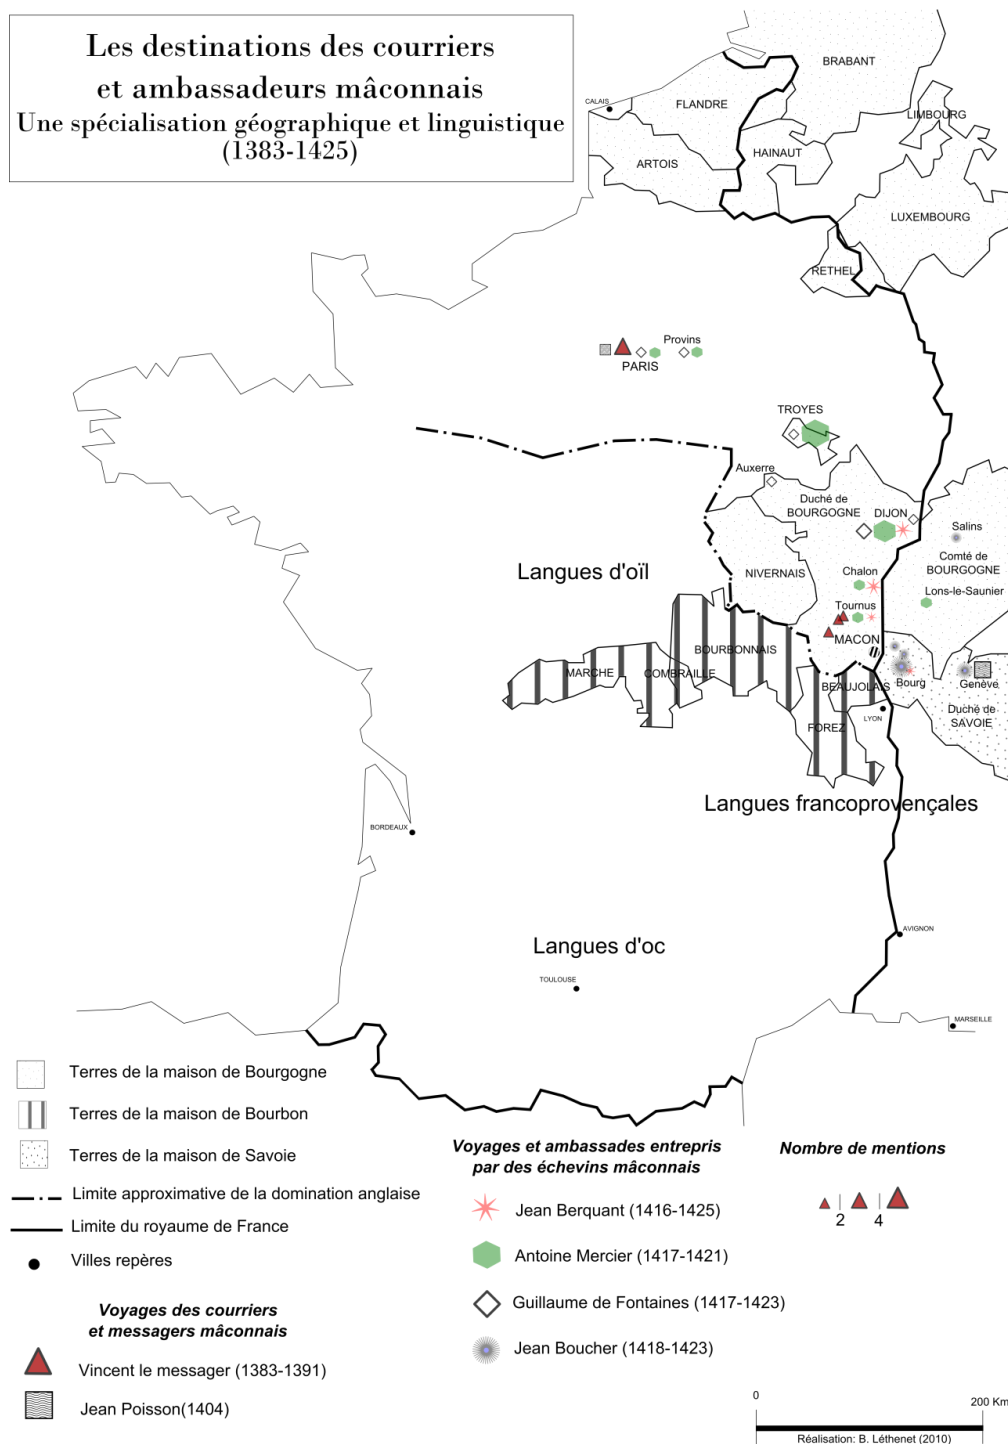 Les destinations des courriers
et ambassadeurs mâconnais
Une spécialisation géographique et linguistique
(1383-1425)
BRABANT
CALAIS
FLANDRE
LIMBOURG
HAINAUT
ARTOIS
LUXEMBOURG
RETHEL
Provins
PARIS
TROYES
Auxerre
Duché de
BOURGOGNE
DIJON
Salins
Comté de
BOURGOGNE
Langues d'oïl
NIVERNAIS
Chalon
Lons-le-Saunier
Tournus
MACON
BOURBONNAIS
MARCHE
COMBRAILLE
BEAUJOLAIS
Bourg
Genève
Duché de
SAVOIE
LYON
FOREZ
Langues francoprovençales
BORDEAUX
AVIGNON
Langues d'oc
TOULOUSE
MARSEILLE
Terres de la maison de Bourgogne
Terres de la maison de Bourbon
Terres de la maison de Savoie
Limite approximative de la domination anglaise
Limite du royaume de France
Villes repères
Voyages des courriers
et messagers mâconnais
Vincent le messager (1383-1391)
Jean Poisson(1404)
Voyages et ambassades entrepris
par des échevins mâconnais
Jean Berquant (1416-1425)
Antoine Mercier (1417-1421)
Guillaume de Fontaines (1417-1423)
Jean Boucher (1418-1423)
Nombre de mentions
2 4
0 200 Km
Réalisation: B. Léthenet (2010)